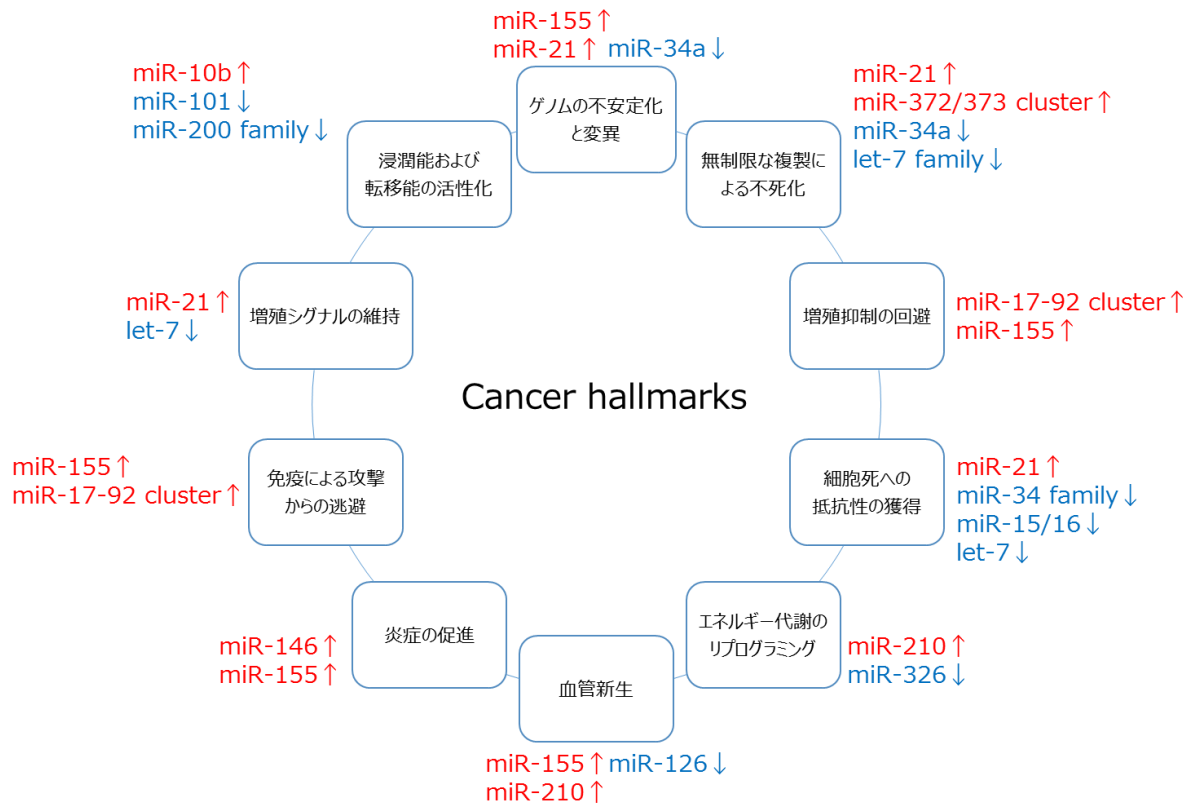 miR-155↑
miR-21↑ miR-34a↓
ゲノムの不安定化
と変異
miR-21↑
miR-372/373 cluster↑
miR-34a↓
let-7 family↓
無制限な複製に
よる不死化
miR-17-92 cluster↑
miR-155↑
増殖抑制の回避
miR-21↑
miR-34 family↓
miR-15/16↓
let-7↓
細胞死への
抵抗性の獲得
エネルギー代謝の
リプログラミング
miR-210↑
miR-326↓
血管新生
miR-155↑miR-126↓
miR-210↑
炎症の促進
miR-146↑
miR-155↑
免疫による攻撃
からの逃避
miR-155↑
miR-17-92 cluster↑
増殖シグナルの維持
miR-21↑
let-7↓
miR-10b↑
miR-101↓
miR-200 family↓
浸潤能および
転移能の活性化
Cancer hallmarks